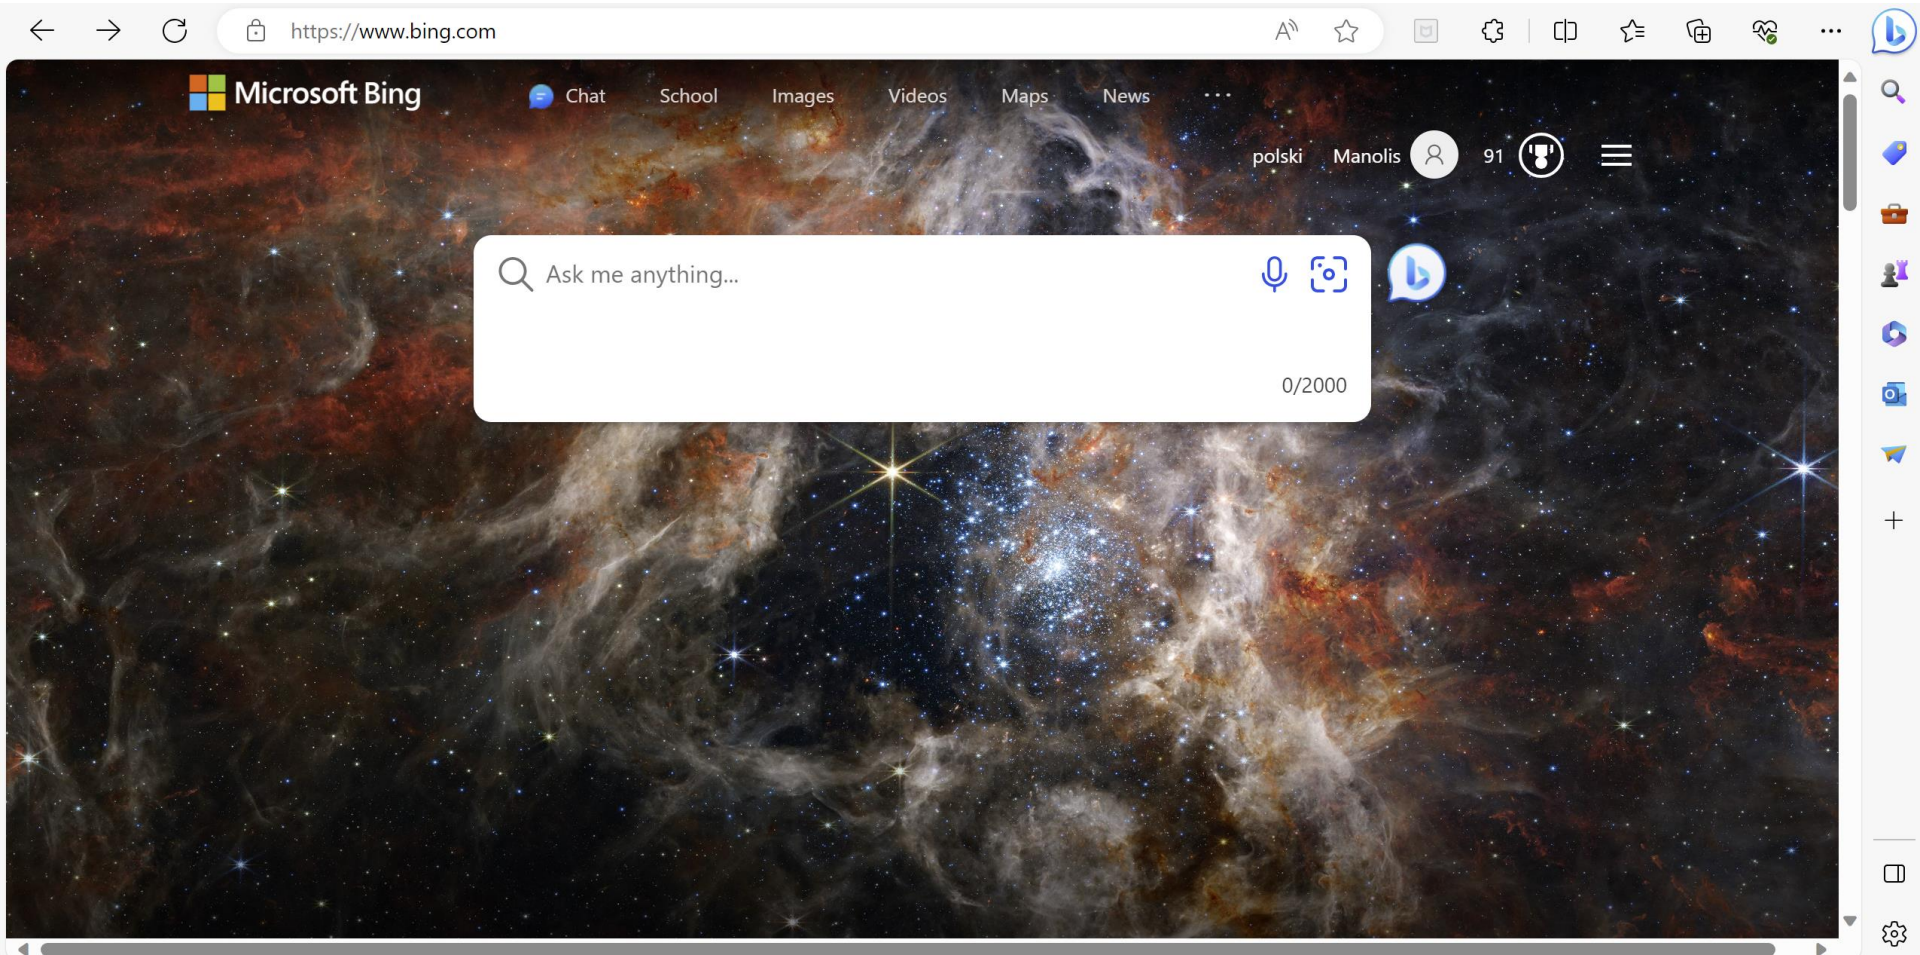 https://www.bing.com
Microsoft Bing
Chat School Images Videos Maps News
polski Manolis 91
Ask me anything...
0/2000